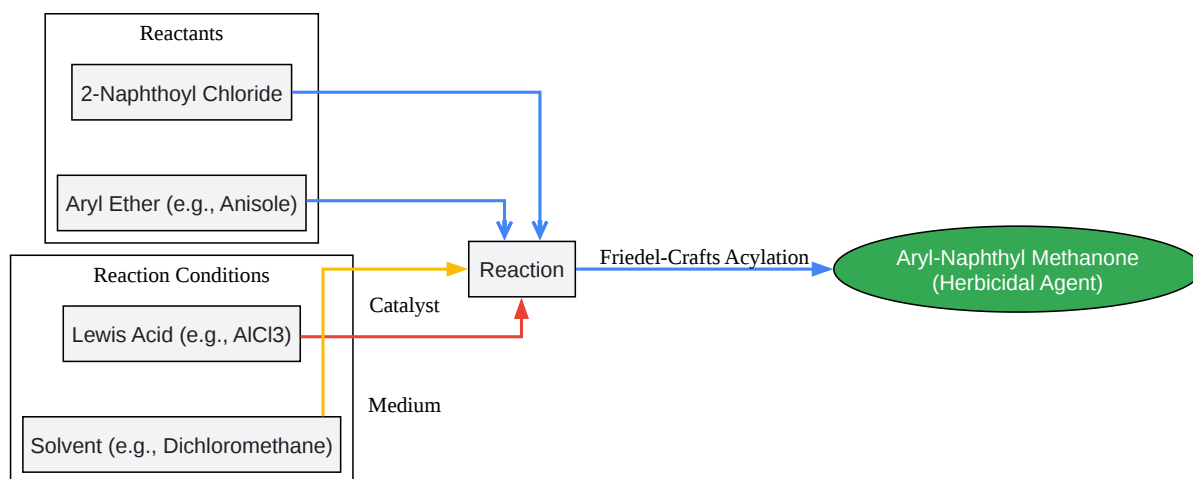 Reactants
2-Naphthoyl Chloride
Aryl Ether (e.g., Anisole)
Reaction Conditions
Lewis Acid (e.g., AlCl3)
Solvent (e.g., Dichloromethane)
Catalyst
Medium
Reaction
Friedel-Crafts Acylation
Aryl-Naphthyl Methanone
(Herbicidal Agent)